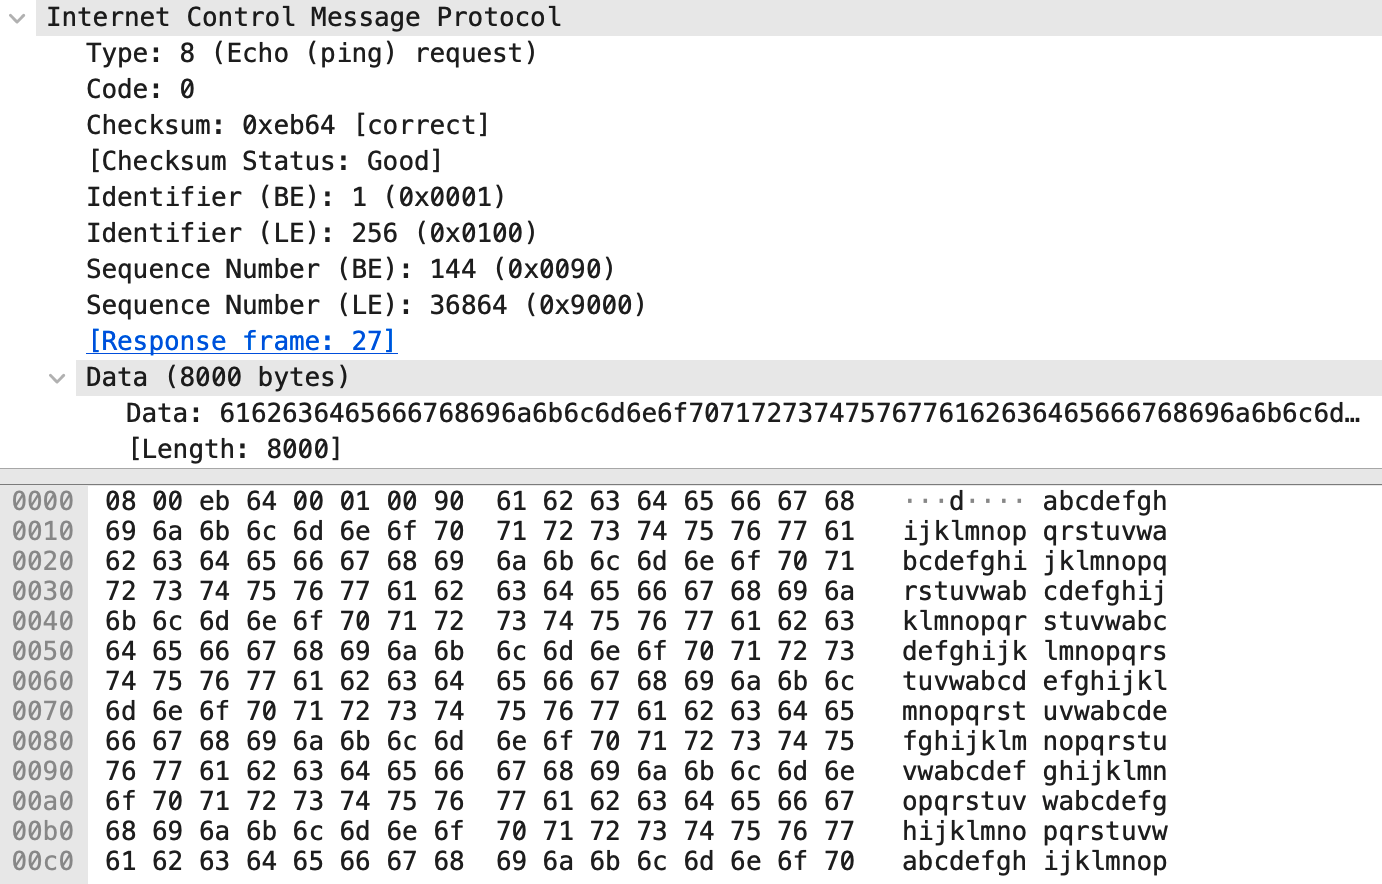 Internet Control Message Protocol
Type: 8 (Echo (ping) request)
Code: 0
Checksum: 0xeb64 [correct]
[Checksum Status: Good]
Identifier (BE): 1 (0x0001)
Identifier (LE): 256 (0x0100)
Sequence Number (BE): 144 (0x0090)
Sequence Number (LE): 36864 (0x9000)
[Response frame: 27]
Data (8000 bytes)
Data: 6162636465666768696a6b6c6d6e6f7071727374757677616263646566676869​6a6b6c6d…
[Length: 8000]
0000 08 00 eb 64 00 01 00 90 61 62 63 64 65 66 67 68 ···d···· abcdefgh
0010 69 6a 6b 6c 6d 6e 6f 70 71 72 73 74 75 76 77 61 ijklmnop qrstuvwa
0020 62 63 64 65 66 67 68 69 6a 6b 6c 6d 6e 6f 70 71 bcdefghi jklmnopq
0030 72 73 74 75 76 77 61 62 63 64 65 66 67 68 69 6a rstuvwab cdefghij
0040 6b 6c 6d 6e 6f 70 71 72 73 74 75 76 77 61 62 63 klmnopqr stuvwabc
0050 64 65 66 67 68 69 6a 6b 6c 6d 6e 6f 70 71 72 73 defghijk lmnopqrs
0060 74 75 76 77 61 62 63 64 65 66 67 68 69 6a 6b 6c tuvwabcd efghijkl
0070 6d 6e 6f 70 71 72 73 74 75 76 77 61 62 63 64 65 mnopqrst uvwabcde
0080 66 67 68 69 6a 6b 6c 6d 6e 6f 70 71 72 73 74 75 fghijklm nopqrstu
0090 76 77 61 62 63 64 65 66 67 68 69 6a 6b 6c 6d 6e vwabcdef ghijklmn
00a0 6f 70 71 72 73 74 75 76 77 61 62 63 64 65 66 67 opqrstuv wabcdefg
00b0 68 69 6a 6b 6c 6d 6e 6f 70 71 72 73 74 75 76 77 hijklmno pqrstuvw
00c0 61 62 63 64 65 66 67 68 69 6a 6b 6c 6d 6e 6f 70 abcdefgh ijklmnop